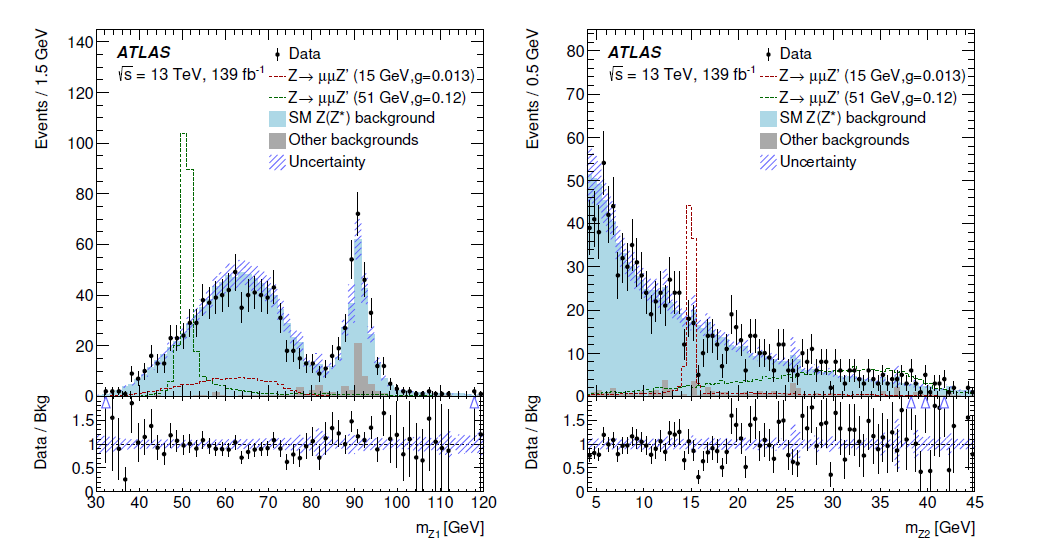 ATLAS
√s = 13 TeV, 139 fb⁻¹
Data
Z→ μμZ' (15 GeV,g=0.013)
Z→ μμZ' (51 GeV,g=0.12)
SM Z(Z*) background
Other backgrounds
Uncertainty
Events / 1.5 GeV
140
120
100
80
60
40
20
0
Data / Bkg
1.5
1
0.5
0
30 40 50 60 70 80 90 100 110 120
m_Z1 [GeV]
ATLAS
√s = 13 TeV, 139 fb⁻¹
Data
Z→ μμZ' (15 GeV,g=0.013)
Z→ μμZ' (51 GeV,g=0.12)
SM Z(Z*) background
Other backgrounds
Uncertainty
Events / 0.5 GeV
80
70
60
50
40
30
20
10
0
Data / Bkg
1.5
1
0.5
0
5 10 15 20 25 30 35 40 45
m_Z2 [GeV]